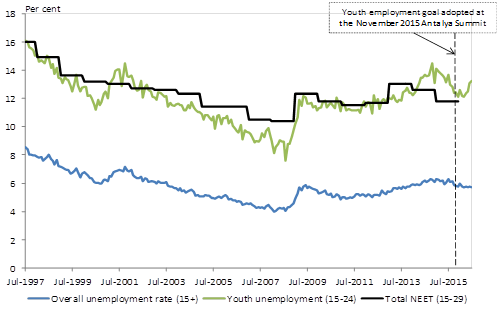 Per cent
Youth employment goal adopted at
the November 2015 Antalya Summit
18
16
14
12
10
8
6
4
2
0
Jul-1997 Jul-1999 Jul-2001 Jul-2003 Jul-2005 Jul-2007 Jul-2009 Jul-2011 Jul-2013 Jul-2015
Overall unemployment rate (15+) Youth unemployment (15-24) Total NEET (15-29)